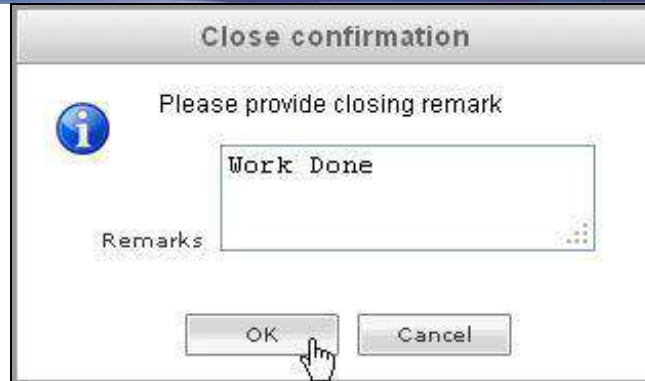 Close confirmation
Please provide closing remark
Work Done
Remarks
OK
Cancel